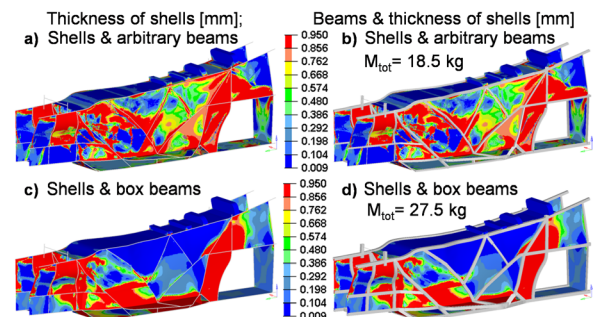 Thickness of shells [mm];
Beams & thickness of shells [mm]
a) Shells & arbitrary beams
b) Shells & arbitrary beams
Mtot= 18.5 kg
0.950
0.856
0.762
0.668
0.574
0.480
0.386
0.292
0.198
0.104
0.009
c) Shells & box beams
d) Shells & box beams
Mtot= 27.5 kg
0.950
0.856
0.762
0.668
0.574
0.480
0.386
0.292
0.198
0.104
0.009